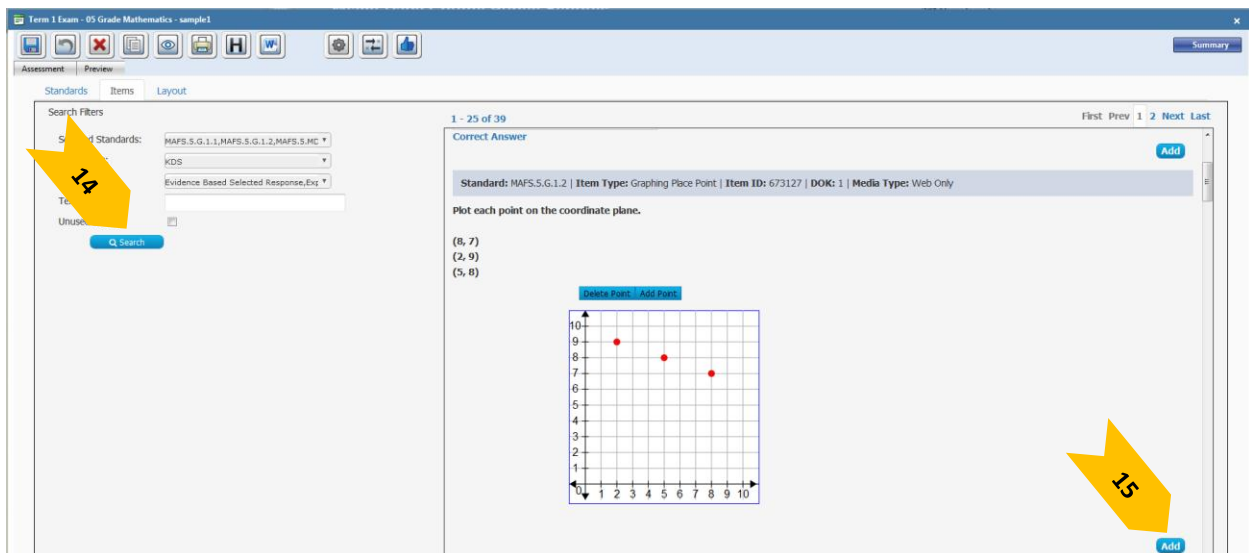 Term 1 Exam - 05 Grade Mathematics - sample1
x
H W
Summary
Assessment Preview
Standards Items Layout
Search Filters
Standards:
MAFS.5.G.1.1,MAFS.5.G.1.2,MAFS.5.MC
KDS
Evidence Based Selected Response,Exp
Search
14
1 - 25 of 39
First Prev 1 2 Next Last
Correct Answer
Add
Standard: MAFS.5.G.1.2 | Item Type: Graphing Place Point | Item ID: 673127 | DOK: 1 | Media Type: Web Only
Plot each point on the coordinate plane.
(8, 7)
(2, 9)
(5, 8)
Delete Point Add Point
10
9
8
7
6
5
4
3
2
1
0 1 2 3 4 5 6 7 8 9 10
15
Add